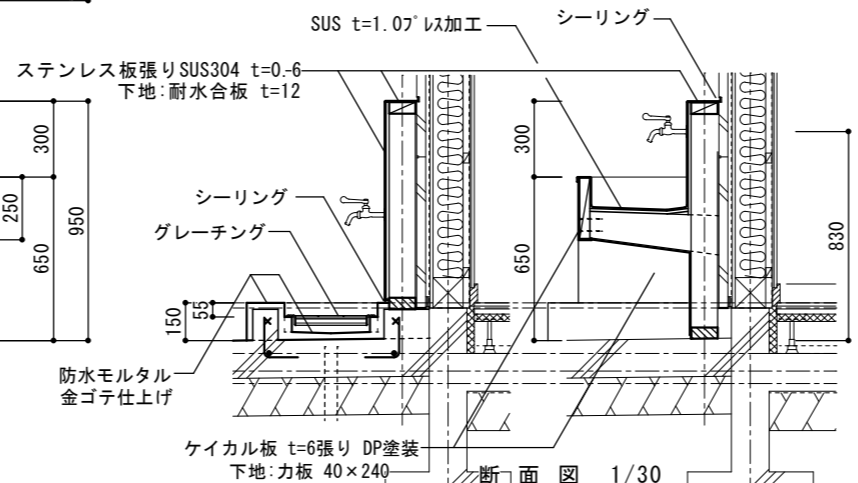 SUS t=1.0ﾌﾟﾚｽ加工
シーリング
ステンレス板張りSUS304 t=0.6
下地:耐水合板 t=12
300
300
シーリング
250
グレーチング
950
650
650
830
55
150
防水モルタル
金ゴテ仕上げ
ケイカル板 t=6張り DP塗装
下地:力板 40×240
断面図 1/30